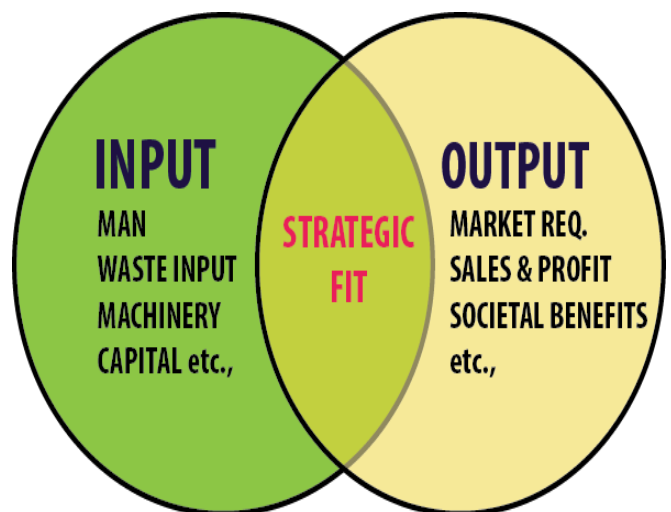 INPUT
MAN
WASTE INPUT
MACHINERY
CAPITAL etc.,
STRATEGIC
FIT
OUTPUT
MARKET REQ.
SALES & PROFIT
SOCIETAL BENEFITS
etc.,